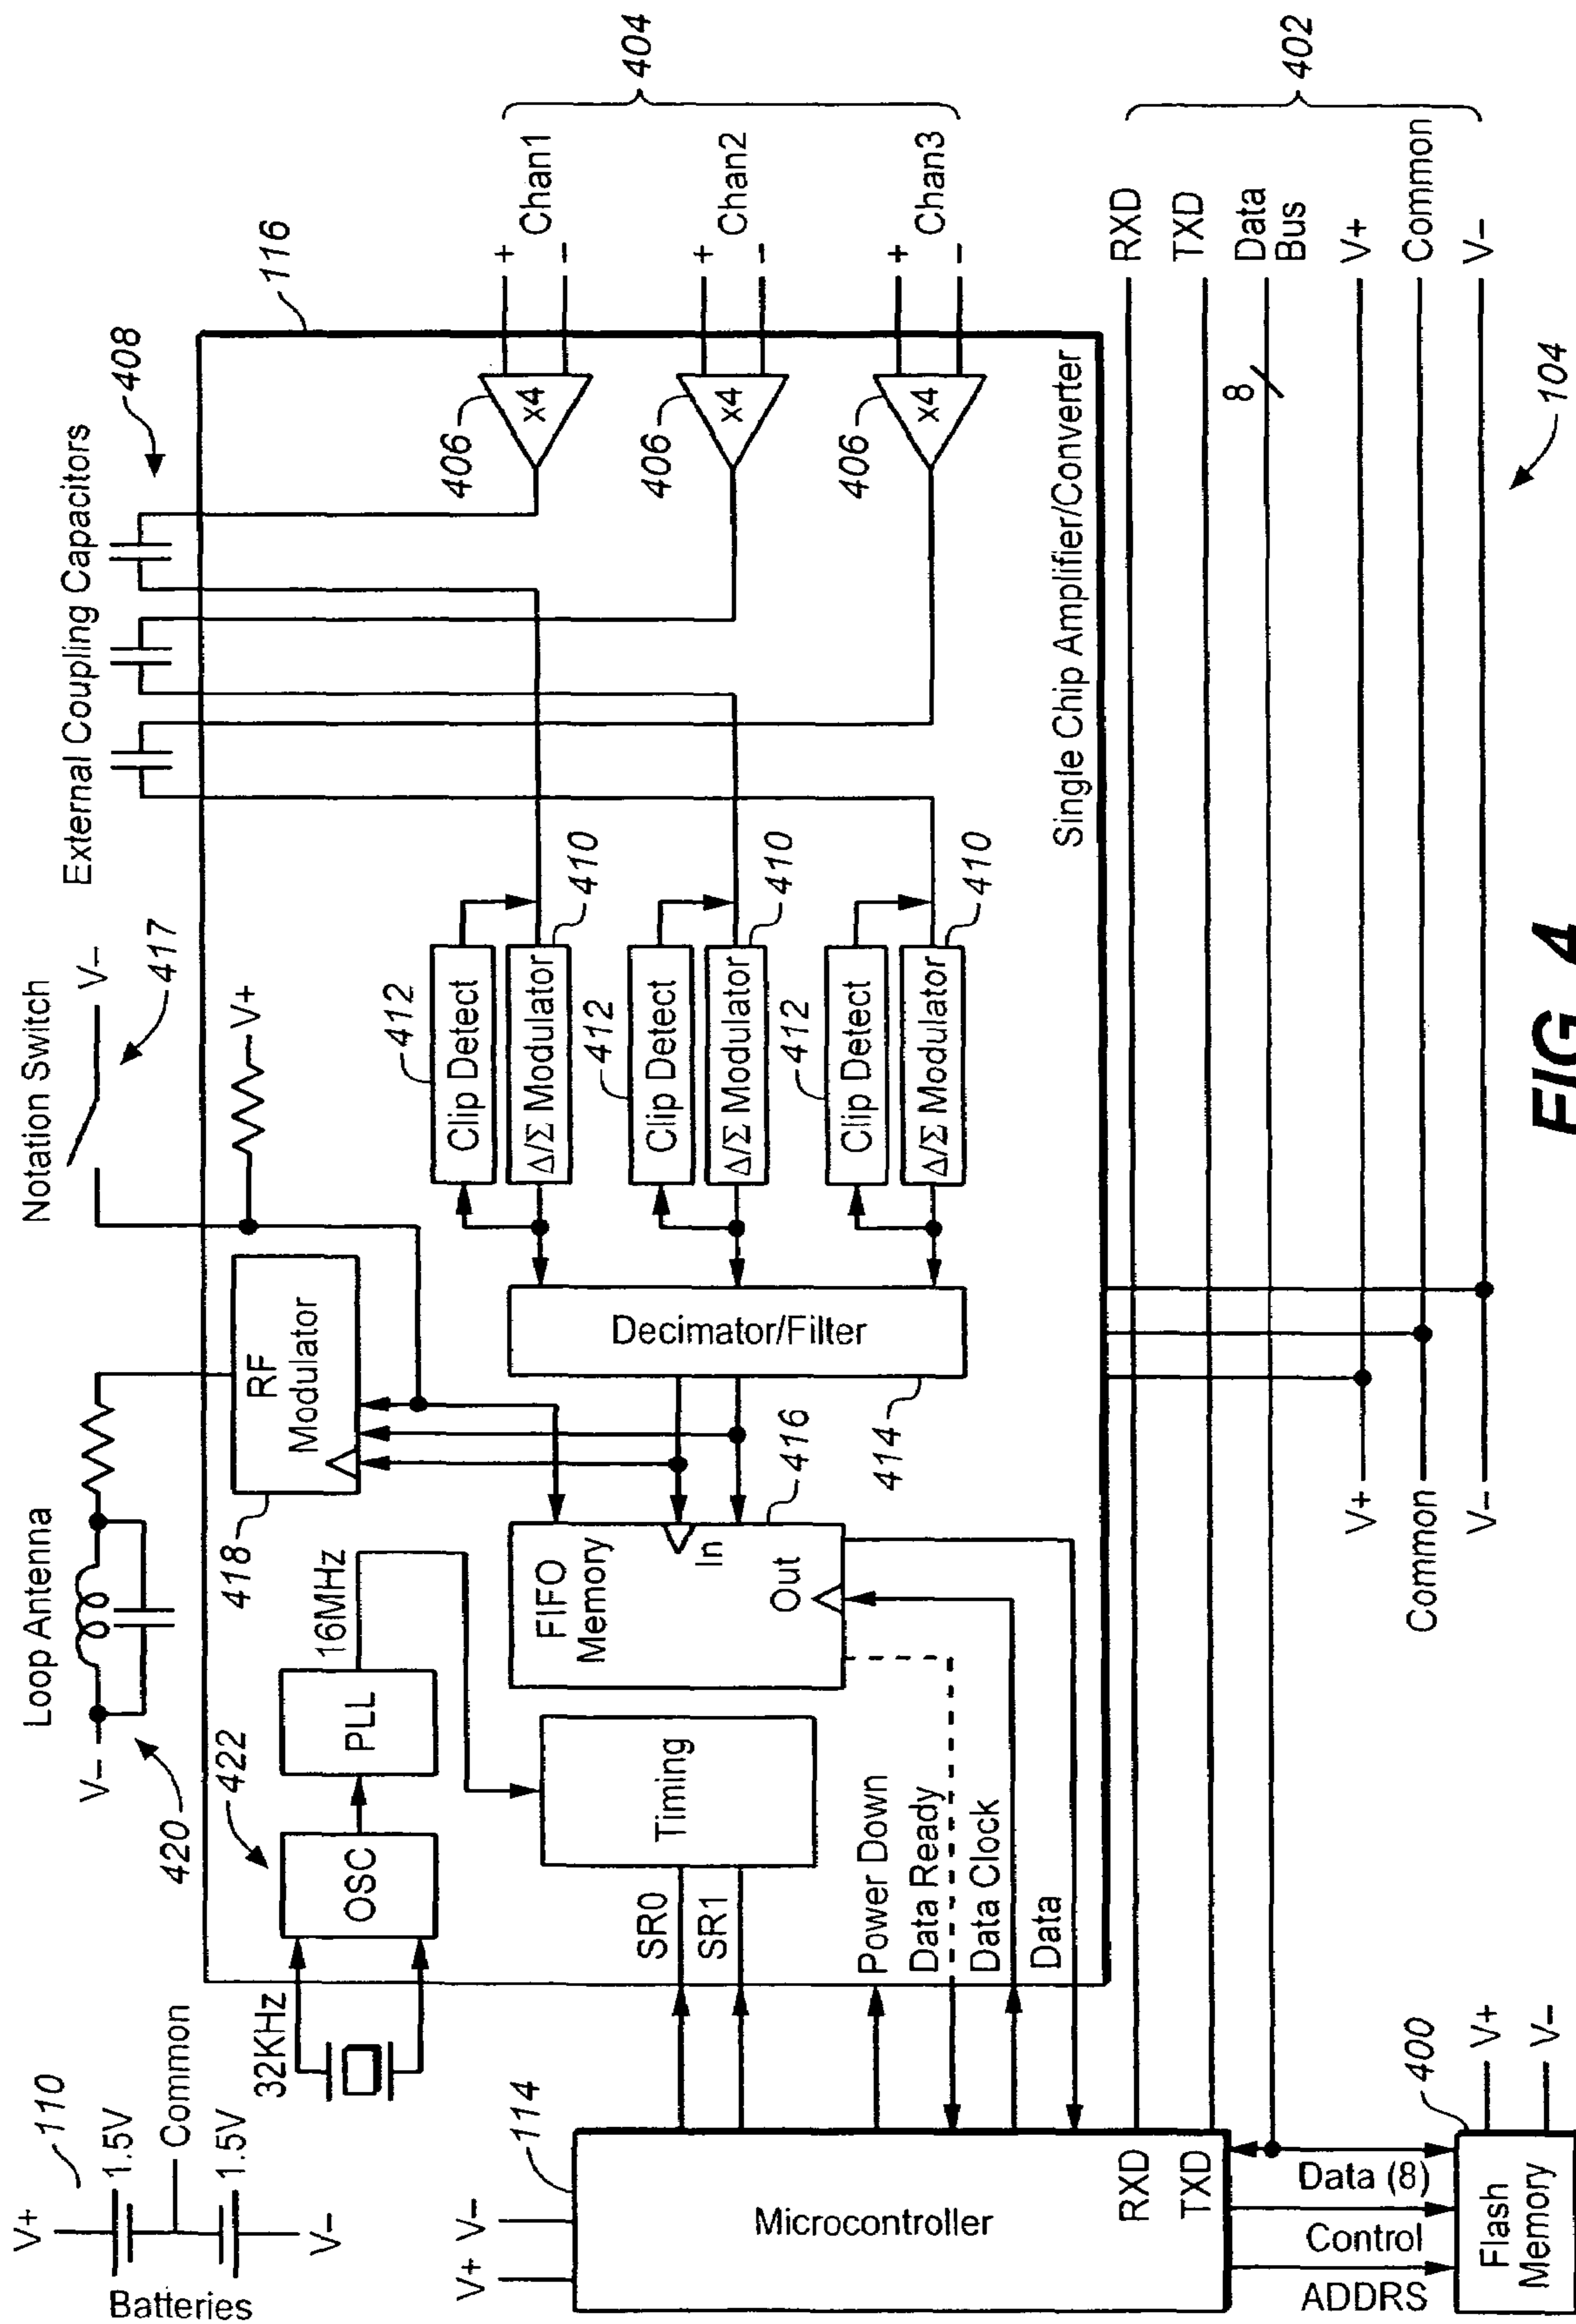 110
V+
1.5V
Common
1.5V
V−
Batteries
Loop Antenna
V−
420
Notation Switch
V−
417
External Coupling Capacitors
408
116
32KHz
OSC
422
PLL
16MHz
418
RF
Modulator
V+
Timing
SR0
SR1
FIFO
Memory
In
Out
416
Decimator/Filter
414
412
Clip Detect
Δ/Σ Modulator
410
412
Clip Detect
Δ/Σ Modulator
410
412
Clip Detect
Δ/Σ Modulator
410
406
x4
406
x4
406
x4
+
−
Chan1
+
−
Chan2
+
−
Chan3
404
Power Down
Data Ready
Data Clock
Data
Single Chip Amplifier/Converter
114
V+
V−
Microcontroller
RXD
TXD
RXD
TXD
Data
Bus
8
V+
Common
V−
402
V+
Common
V−
Data (8)
Control
ADDRS
Flash
Memory
400
V+
V−
104
FIG. 4